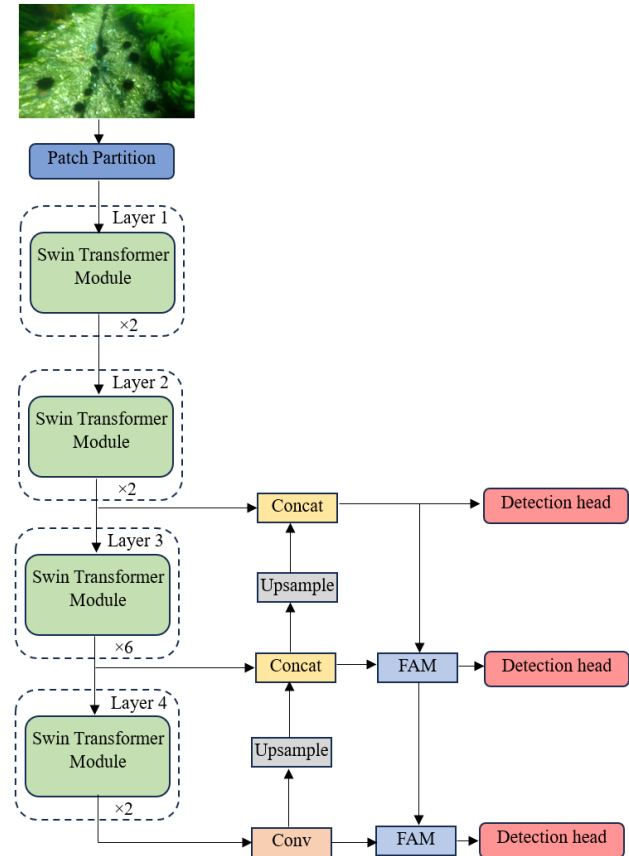 Patch Partition
Layer 1
Swin Transformer
Module
×2
Layer 2
Swin Transformer
Module
×2
Concat
Detection head
Layer 3
Upsample
Swin Transformer
Module
×6
Concat
FAM
Detection head
Layer 4
Swin Transformer
Module
Upsample
×2
Conv
FAM
Detection head